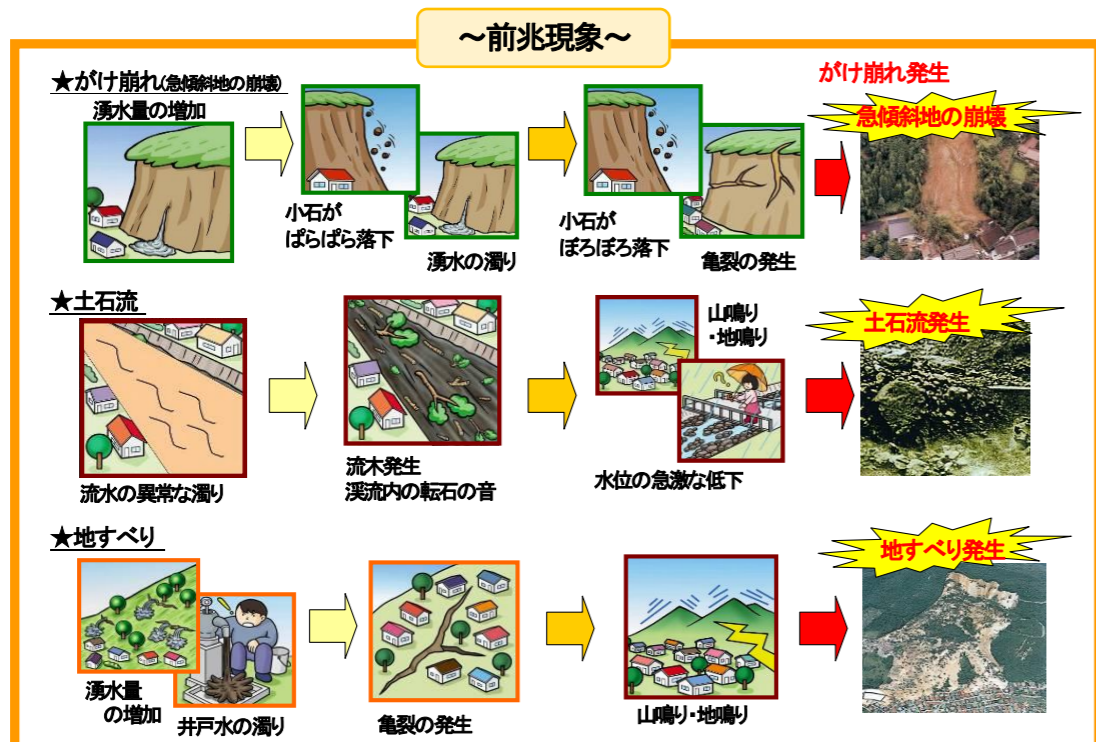 ～前兆現象～
★がけ崩れ(急傾斜地の崩壊)
湧水量の増加
小石が
ぱらぱら落下
湧水の濁り
小石が
ぼろぼろ落下
亀裂の発生
がけ崩れ発生
急傾斜地の崩壊
★土石流
流水の異常な濁り
流木発生
渓流内の転石の音
山鳴り
・地鳴り
水位の急激な低下
土石流発生
★地すべり
湧水量
の増加
井戸水の濁り
亀裂の発生
山鳴り・地鳴り
地すべり発生